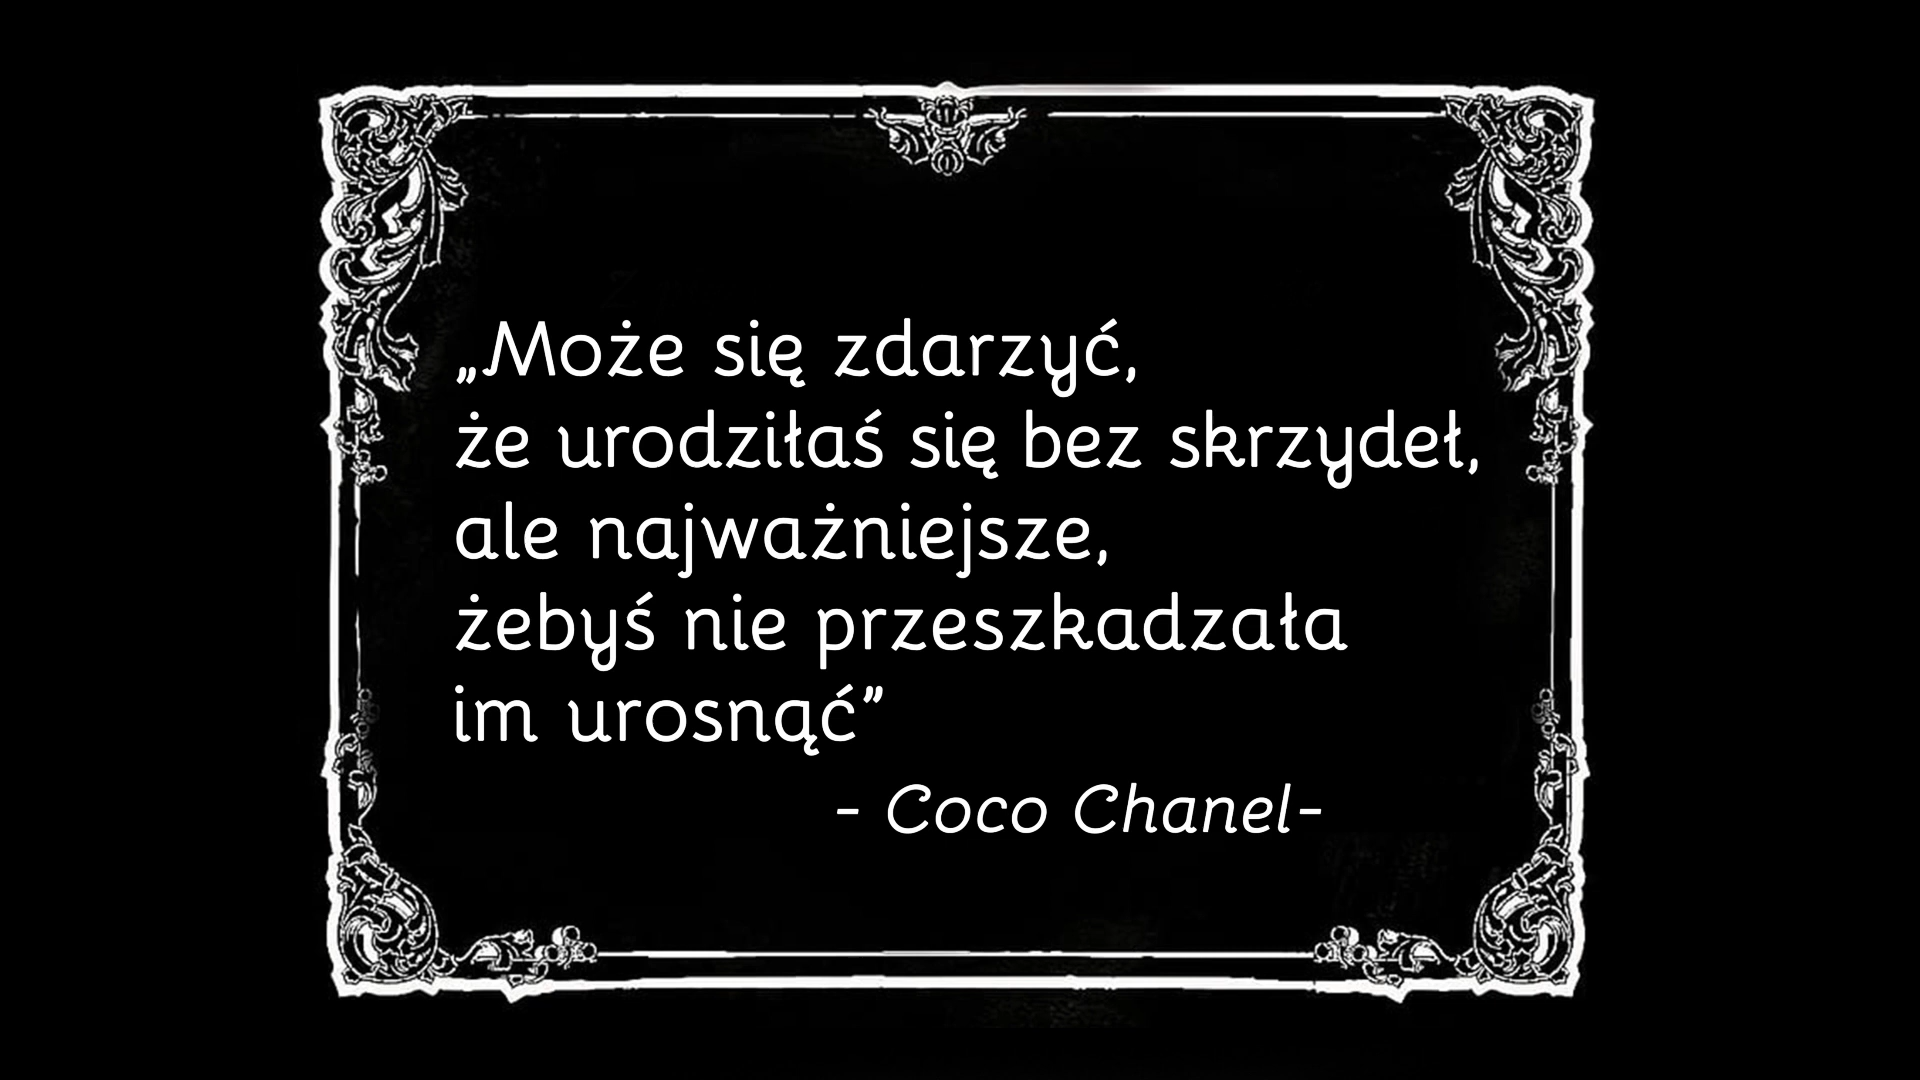 „Może się zdarzyć,
że urodziłaś się bez skrzydeł,
ale najważniejsze,
żebyś nie przeszkadzała
im urosnąć”
- Coco Chanel-